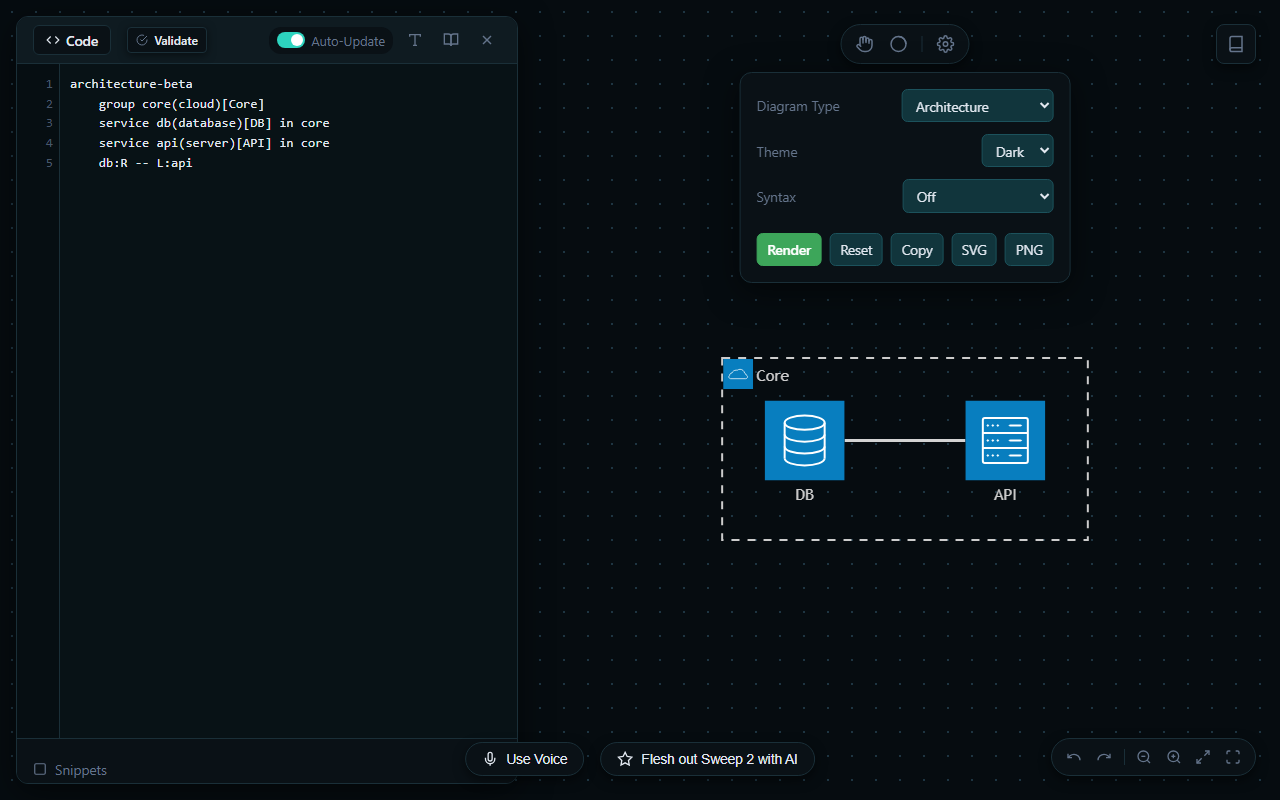 Code
Validate
Auto-Update
1 architecture-beta
2 group core(cloud)[Core]
3 service db(database)[DB] in core
4 service api(server)[API] in core
5 db:R -- L:api
Diagram Type
Architecture
Theme
Dark
Syntax
Off
Render
Reset
Copy
SVG
PNG
Core
DB
API
Snippets
Use Voice
Flesh out Sweep 2 with AI